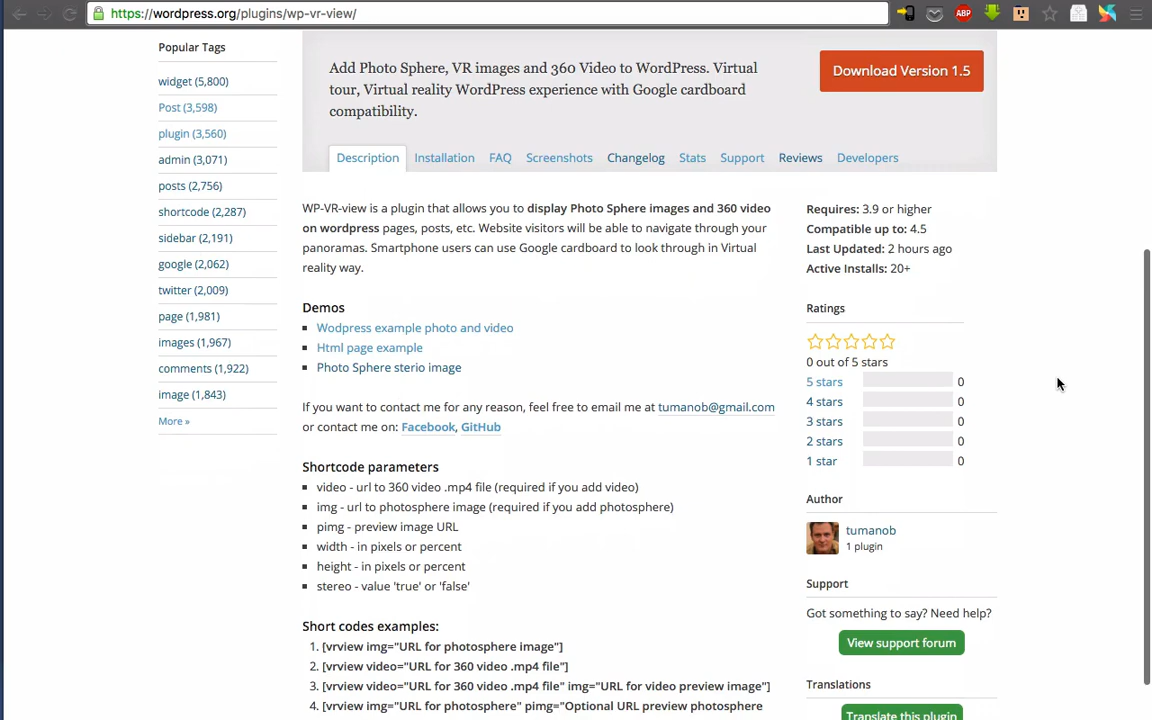 https://wordpress.org/plugins/wp-vr-view/
ABP
Popular Tags
widget (5,800)
Post (3,598)
plugin (3,560)
admin (3,071)
posts (2,756)
shortcode (2,287)
sidebar (2,191)
google (2,062)
twitter (2,009)
page (1,981)
images (1,967)
comments (1,922)
image (1,843)
More »
Add Photo Sphere, VR images and 360 Video to WordPress. Virtual
tour, Virtual reality WordPress experience with Google cardboard
compatibility.
Download Version 1.5
Description Installation FAQ Screenshots Changelog Stats Support Reviews Developers
WP-VR-view is a plugin that allows you to display Photo Sphere images and 360 video
on wordpress pages, posts, etc. Website visitors will be able to navigate through your
panoramas. Smartphone users can use Google cardboard to look through in Virtual
reality way.
Demos
Wodpress example photo and video
Html page example
Photo Sphere sterio image
If you want to contact me for any reason, feel free to email me at tumanob@gmail.com
or contact me on: Facebook, GitHub
Shortcode parameters
video - url to 360 video .mp4 file (required if you add video)
img - url to photosphere image (required if you add photosphere)
pimg - preview image URL
width - in pixels or percent
height - in pixels or percent
stereo - value 'true' or 'false'
Short codes examples:
1. [vrview img="URL for photosphere image"]
2. [vrview video="URL for 360 video .mp4 file"]
3. [vrview video="URL for 360 video .mp4 file" img="URL for video preview image"]
4. [vrview img="URL for photosphere" pimg="Optional URL preview photosphere
Requires: 3.9 or higher
Compatible up to: 4.5
Last Updated: 2 hours ago
Active Installs: 20+
Ratings
0 out of 5 stars
5 stars 0
4 stars 0
3 stars 0
2 stars 0
1 star 0
Author
tumanob
1 plugin
Support
Got something to say? Need help?
View support forum
Translations
Translate this plugin